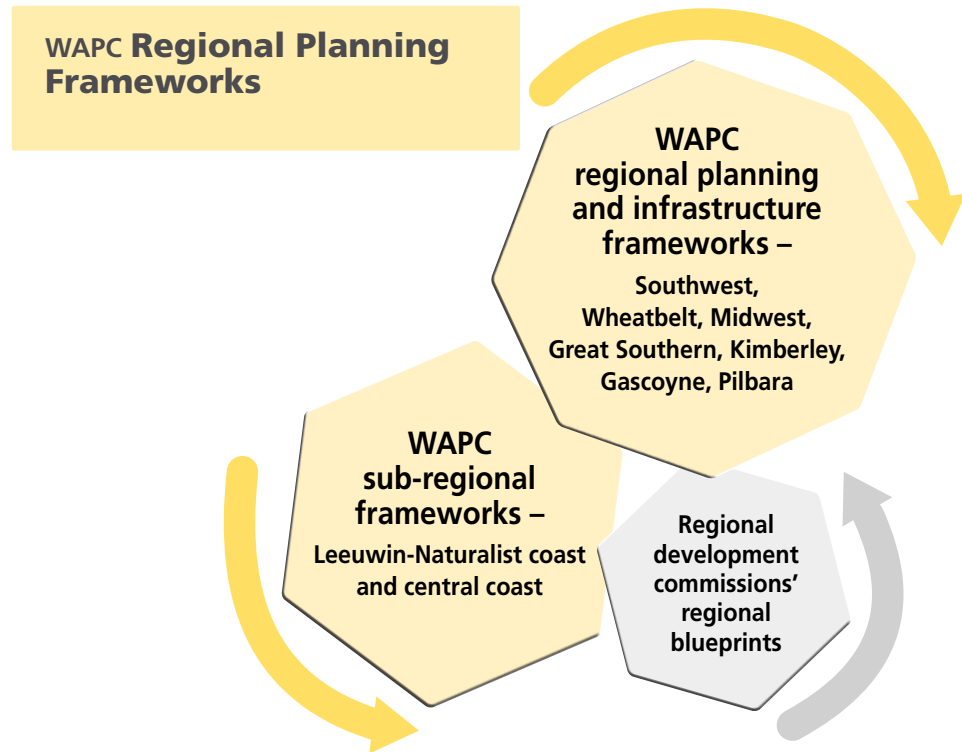 WAPC Regional Planning
Frameworks
WAPC
regional planning
and infrastructure
frameworks –
Southwest,
Wheatbelt, Midwest,
Great Southern, Kimberley,
Gascoyne, Pilbara
WAPC
sub-regional
frameworks –
Leeuwin-Naturalist coast
and central coast
Regional
development
commissions’
regional
blueprints